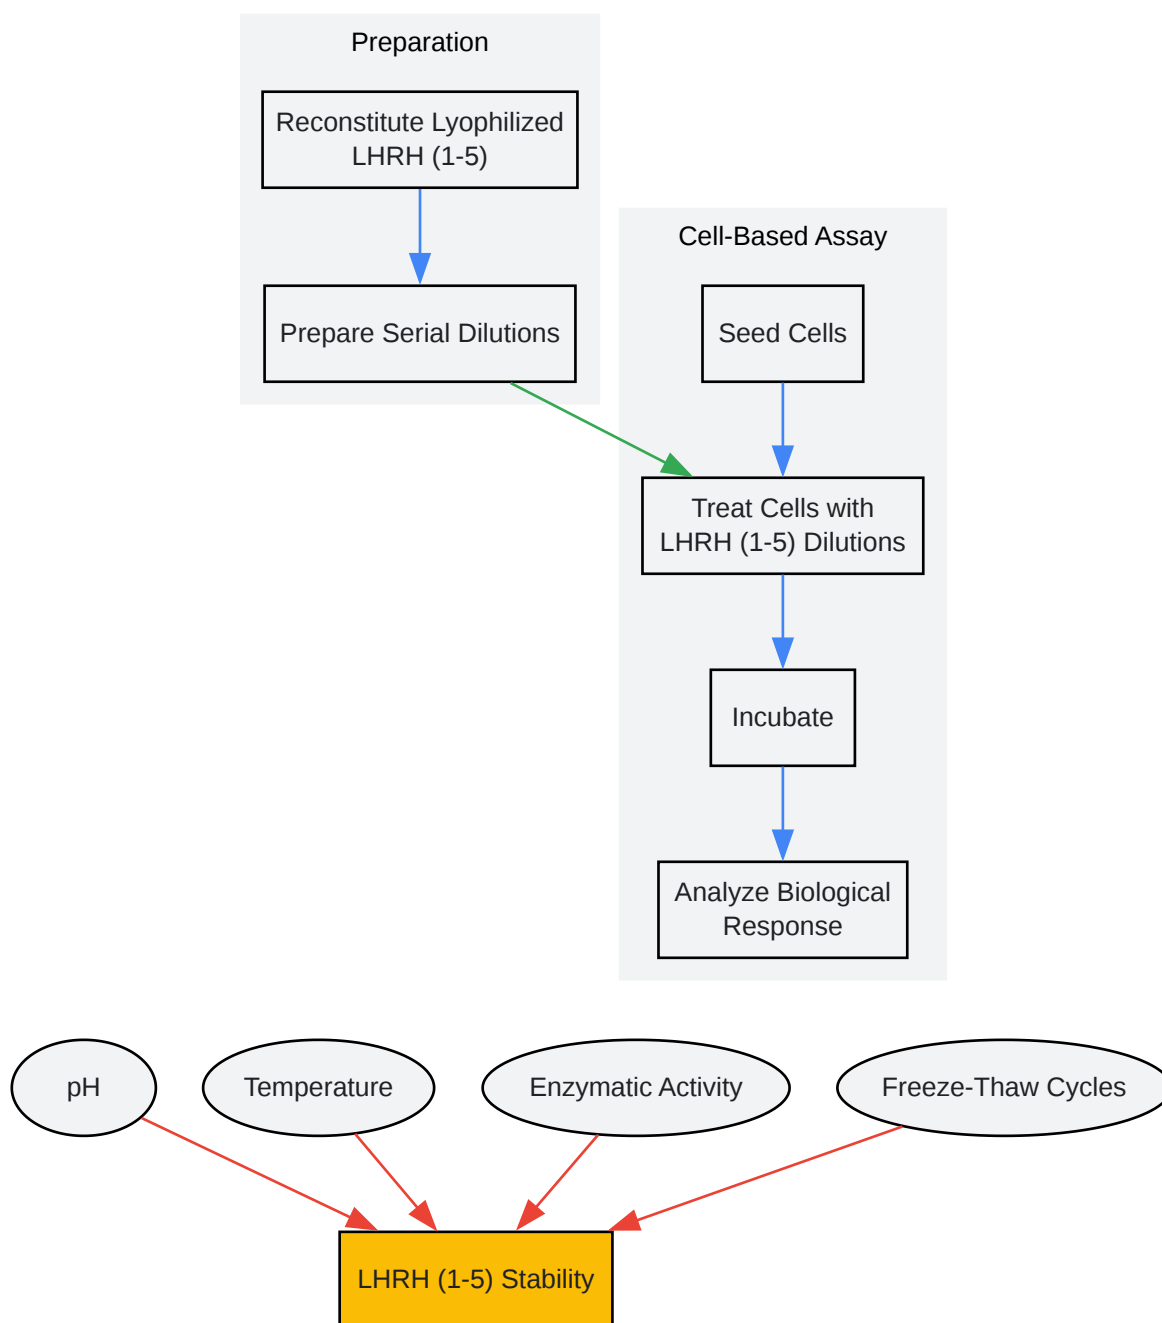 Preparation
Reconstitute Lyophilized
LHRH (1-5)
Prepare Serial Dilutions
Cell-Based Assay
Seed Cells
Treat Cells with
LHRH (1-5) Dilutions
Incubate
Analyze Biological
Response
pH
Temperature
Enzymatic Activity
Freeze-Thaw Cycles
LHRH (1-5) Stability